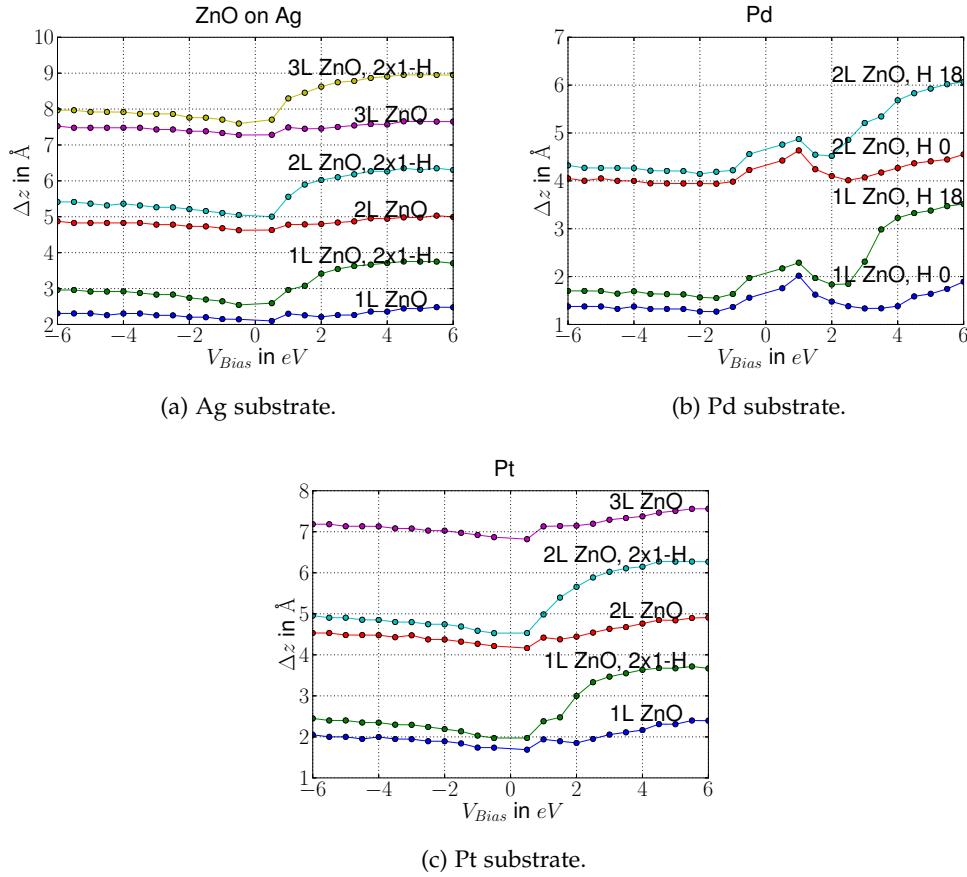 ZnO on Ag
10
9
8
7
6
5
4
3
2
Δz in Å
3L ZnO, 2x1-H
3L ZnO
2L ZnO, 2x1-H
2L ZnO
1L ZnO, 2x1-H
1L ZnO
−6 −4 −2 0 2 4 6
V_Bias in eV
(a) Ag substrate.
Pd
7
6
5
4
3
2
1
Δz in Å
2L ZnO, H 18
2L ZnO, H 0
1L ZnO, H 18
1L ZnO, H 0
−6 −4 −2 0 2 4 6
V_Bias in eV
(b) Pd substrate.
Pt
8
7
6
5
4
3
2
1
Δz in Å
3L ZnO
2L ZnO, 2x1-H
2L ZnO
1L ZnO, 2x1-H
1L ZnO
−6 −4 −2 0 2 4 6
V_Bias in eV
(c) Pt substrate.